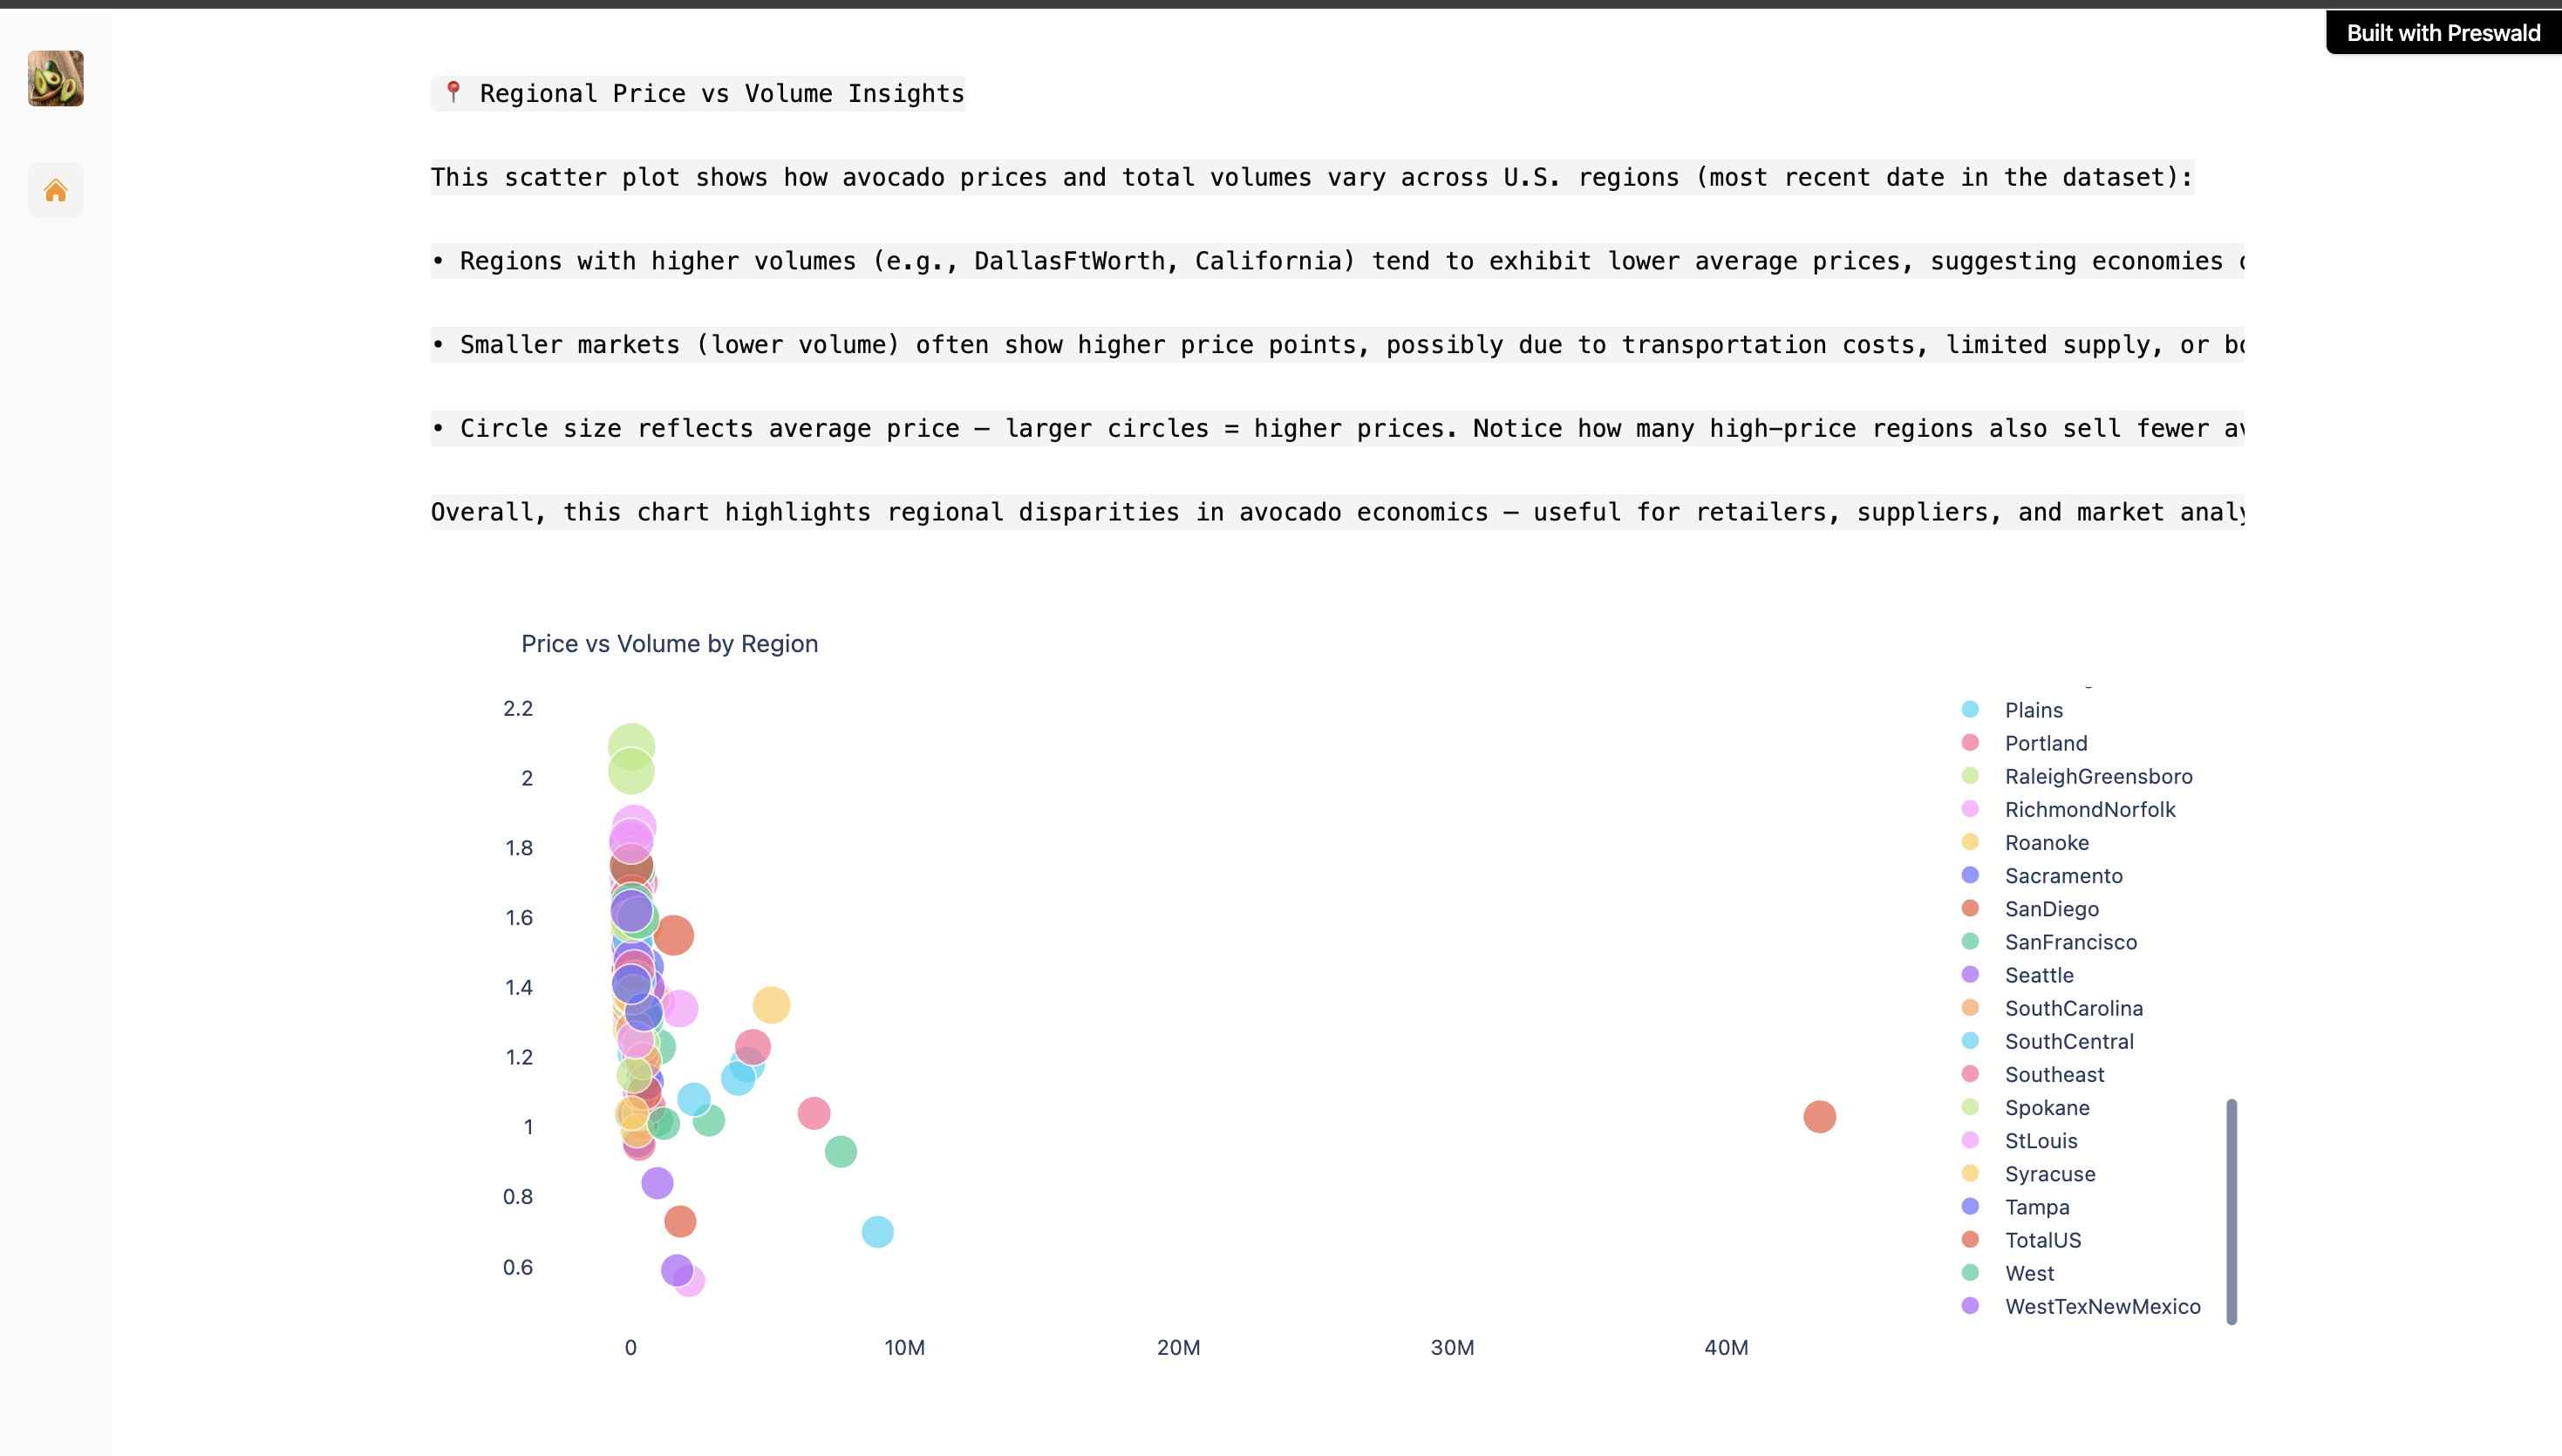 Built with Preswald
📍 Regional Price vs Volume Insights
This scatter plot shows how avocado prices and total volumes vary across U.S. regions (most recent date in the dataset):
• Regions with higher volumes (e.g., DallasFtWorth, California) tend to exhibit lower average prices, suggesting economies
• Smaller markets (lower volume) often show higher price points, possibly due to transportation costs, limited supply, or
• Circle size reflects average price — larger circles = higher prices. Notice how many high-price regions also sell fewer
Overall, this chart highlights regional disparities in avocado economics — useful for retailers, suppliers, and market
Price vs Volume by Region
2.2
2
1.8
1.6
1.4
1.2
1
0.8
0.6
0
10M
20M
30M
40M
Plains
Portland
RaleighGreensboro
RichmondNorfolk
Roanoke
Sacramento
SanDiego
SanFrancisco
Seattle
SouthCarolina
SouthCentral
Southeast
Spokane
StLouis
Syracuse
Tampa
TotalUS
West
WestTexNewMexico